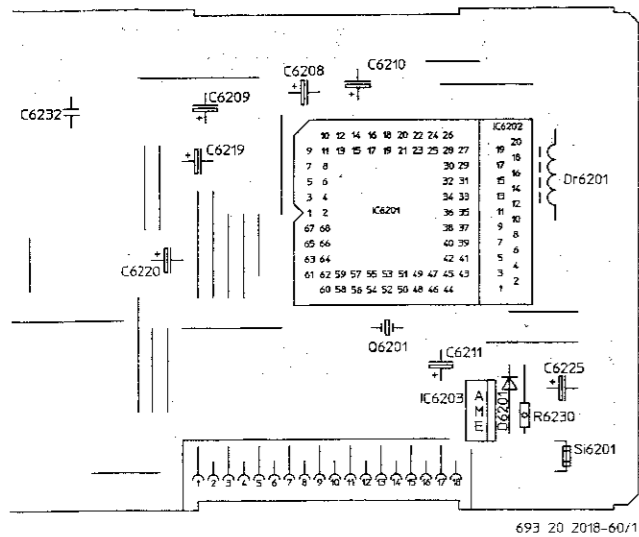 C6208
C6210
C6232
C6209
C6219
C6220
IC6202
10 12 14 16 18 20 22 24 26
9 11 13 15 17 19 21 23 25 28 27
7 8 30 29
5 6 32 31
3 4 34 33
1 2 IC6201 36 35
67 68 38 37
65 66 40 39
63 64 42 41
61 62 59 57 55 53 51 49 47 45 43
60 58 56 54 52 50 48 46 44
20
19
18
17
16
15
14
13
12
11
10
9
8
7
6
5
4
3
2
1
Dr6201
Q6201
C6211
C6225
IC6203
AME
D6201
R6230
Si6201
1 2 3 4 5 6 7 8 9 10 11 12 13 14 15 16 17 18
693 20 2018-60/1